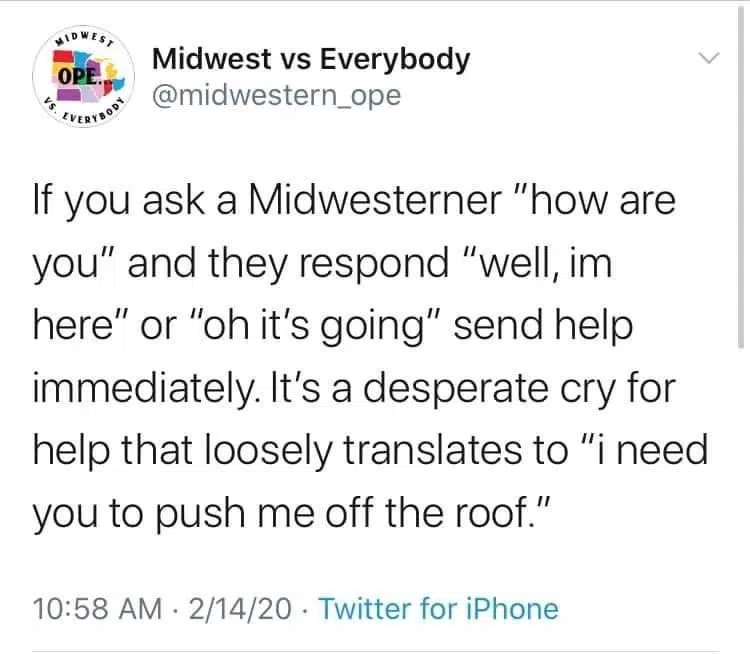 MIDWEST
OPE...
VS. EVERYBODY
Midwest vs Everybody
@midwestern_ope
If you ask a Midwesterner "how are
you" and they respond "well, im
here" or "oh it's going" send help
immediately. It's a desperate cry for
help that loosely translates to "i need
you to push me off the roof."
10:58 AM · 2/14/20 · Twitter for iPhone